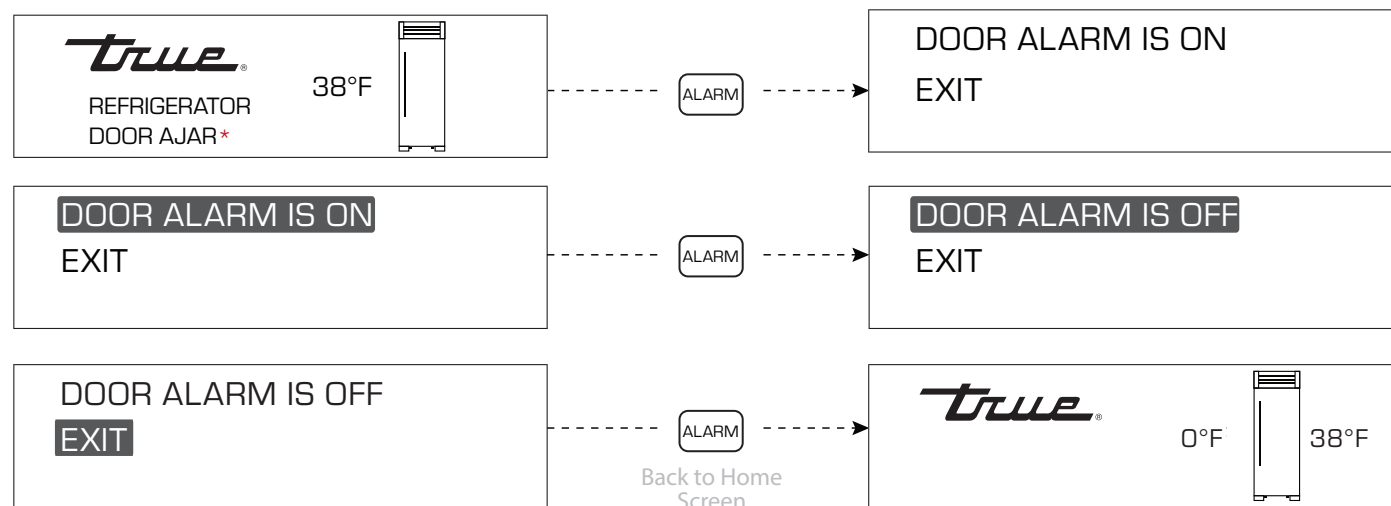 true®
REFRIGERATOR
DOOR AJAR*
38°F
ALARM
DOOR ALARM IS ON
EXIT
DOOR ALARM IS ON
EXIT
ALARM
DOOR ALARM IS OFF
EXIT
DOOR ALARM IS OFF
EXIT
ALARM
Back to Home
Screen
true®
0°F
38°F